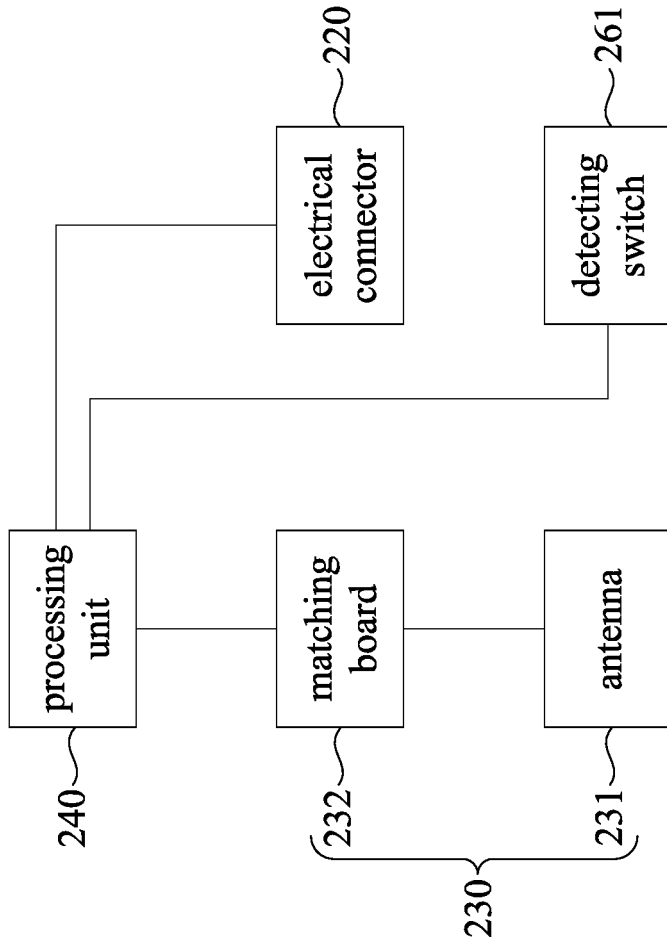 240
processing
unit
232
matching
board
electrical
connector
220
230
231
antenna
detecting
switch
261